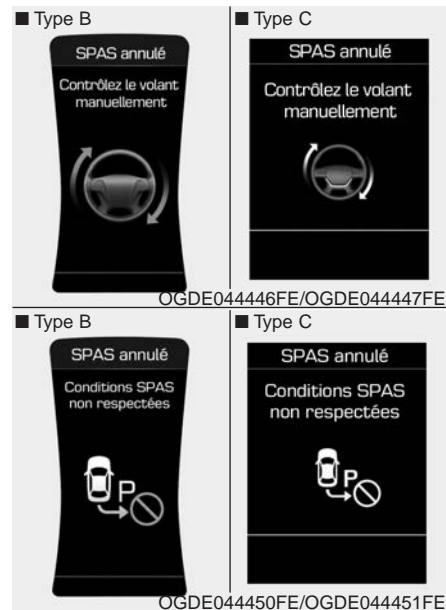 ■ Type B
■ Type C
SPAS annulé
Contrôlez le volant
manuellement
SPAS annulé
Contrôlez le volant
manuellement
OGDE044446FE/OGDE044447FE
■ Type B
■ Type C
SPAS annulé
Conditions SPAS
non respectées
P
SPAS annulé
Conditions SPAS
non respectées
P
OGDE044450FE/OGDE044451FE